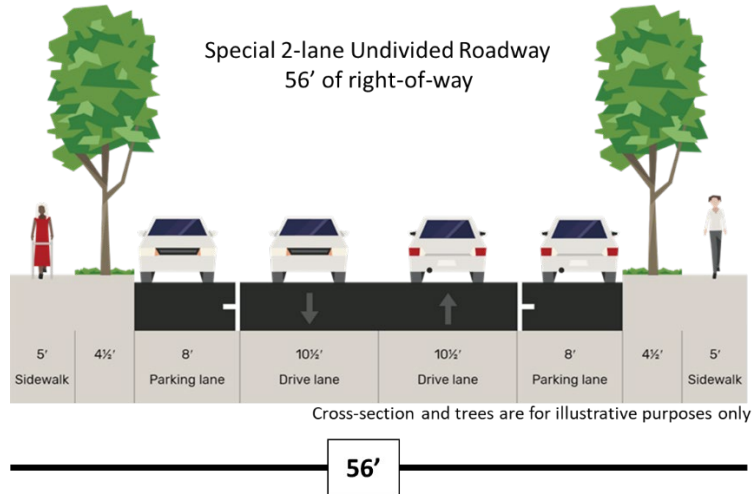 Special 2-lane Undivided Roadway
56’ of right-of-way
5′ 4½′ 8′ 10½′ 10½′ 8′ 4½′ 5′
Sidewalk Parking lane Drive lane Drive lane Parking lane Sidewalk
Cross-section and trees are for illustrative purposes only
56’